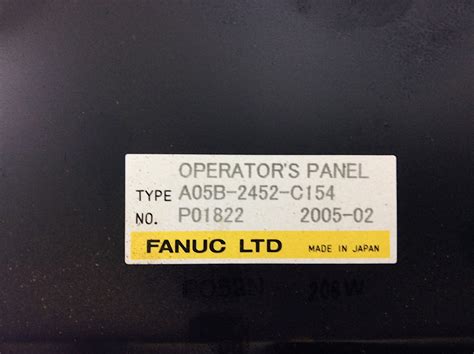 OPERATOR'S PANEL
TYPE A05B-2452-C154
NO. P01822 2005-02
FANUC LTD MADE IN JAPAN